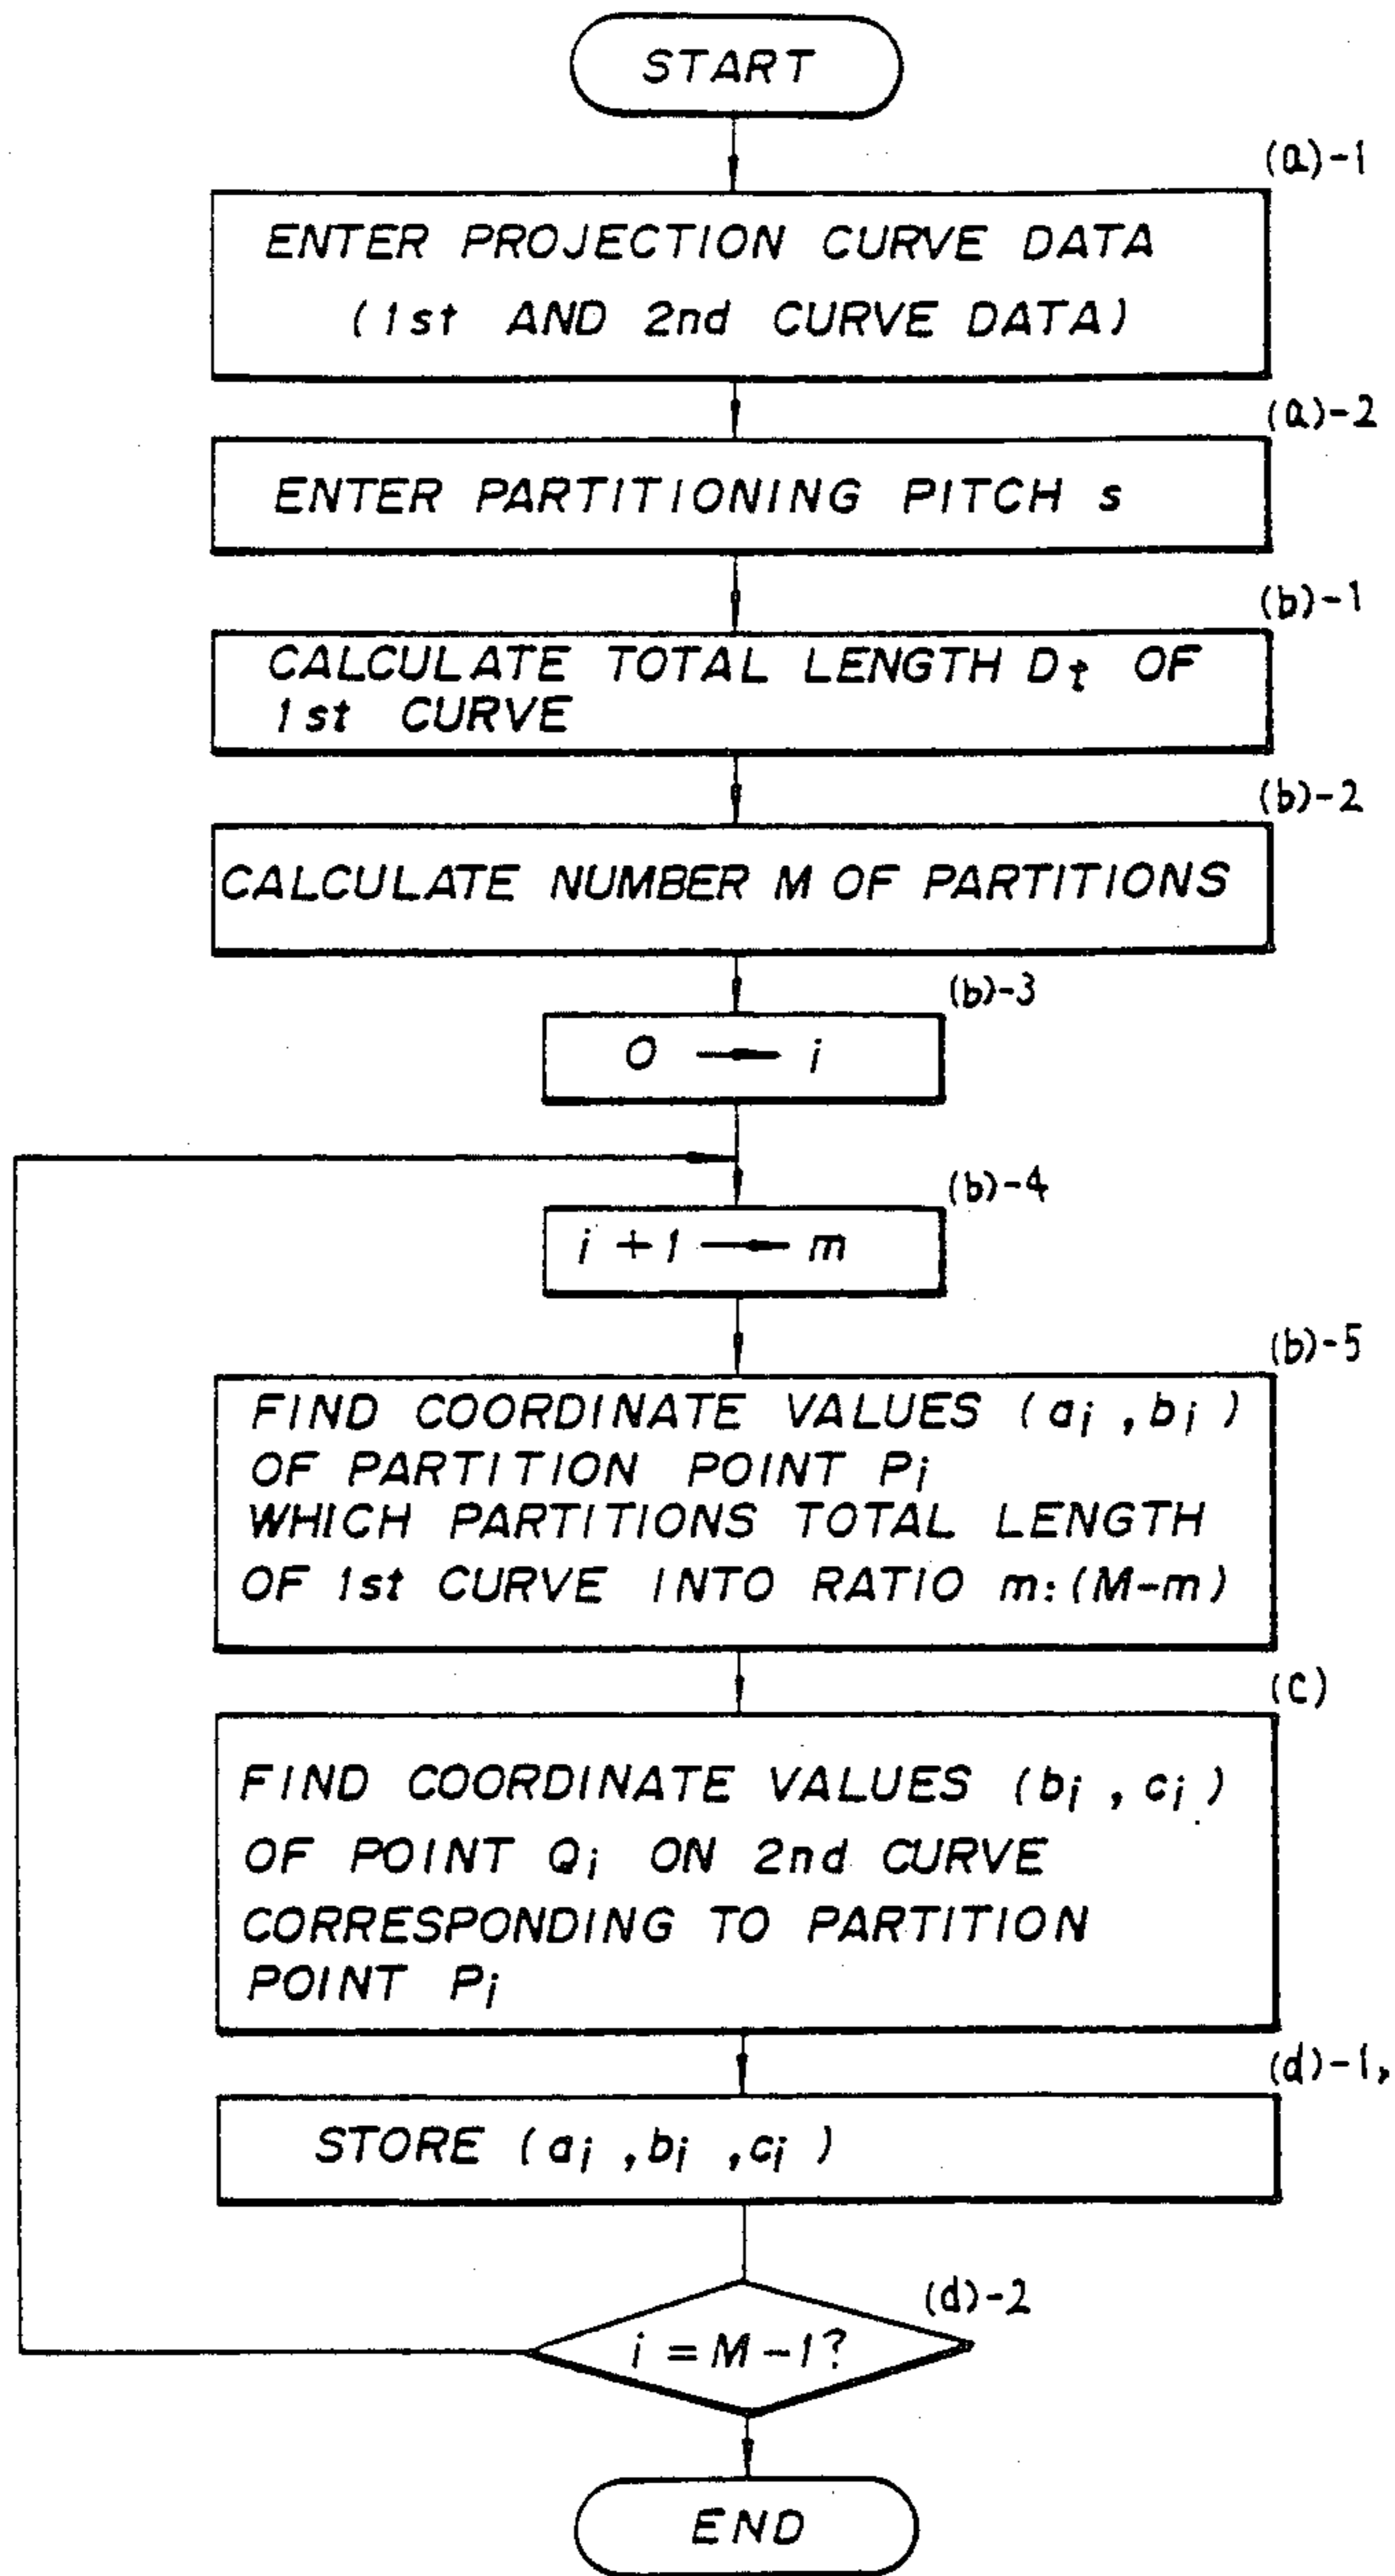 START
(a)-1
ENTER PROJECTION CURVE DATA
(1st AND 2nd CURVE DATA)
(a)-2
ENTER PARTITIONING PITCH s
(b)-1
CALCULATE TOTAL LENGTH Dt OF
1st CURVE
(b)-2
CALCULATE NUMBER M OF PARTITIONS
(b)-3
0 → i
(b)-4
i + 1 → m
(b)-5
FIND COORDINATE VALUES (ai, bi)
OF PARTITION POINT Pi
WHICH PARTITIONS TOTAL LENGTH
OF 1st CURVE INTO RATIO m:(M-m)
(c)
FIND COORDINATE VALUES (bi, ci)
OF POINT Qi ON 2nd CURVE
CORRESPONDING TO PARTITION
POINT Pi
(d)-1,
STORE (ai, bi, ci)
(d)-2
i = M-1?
END